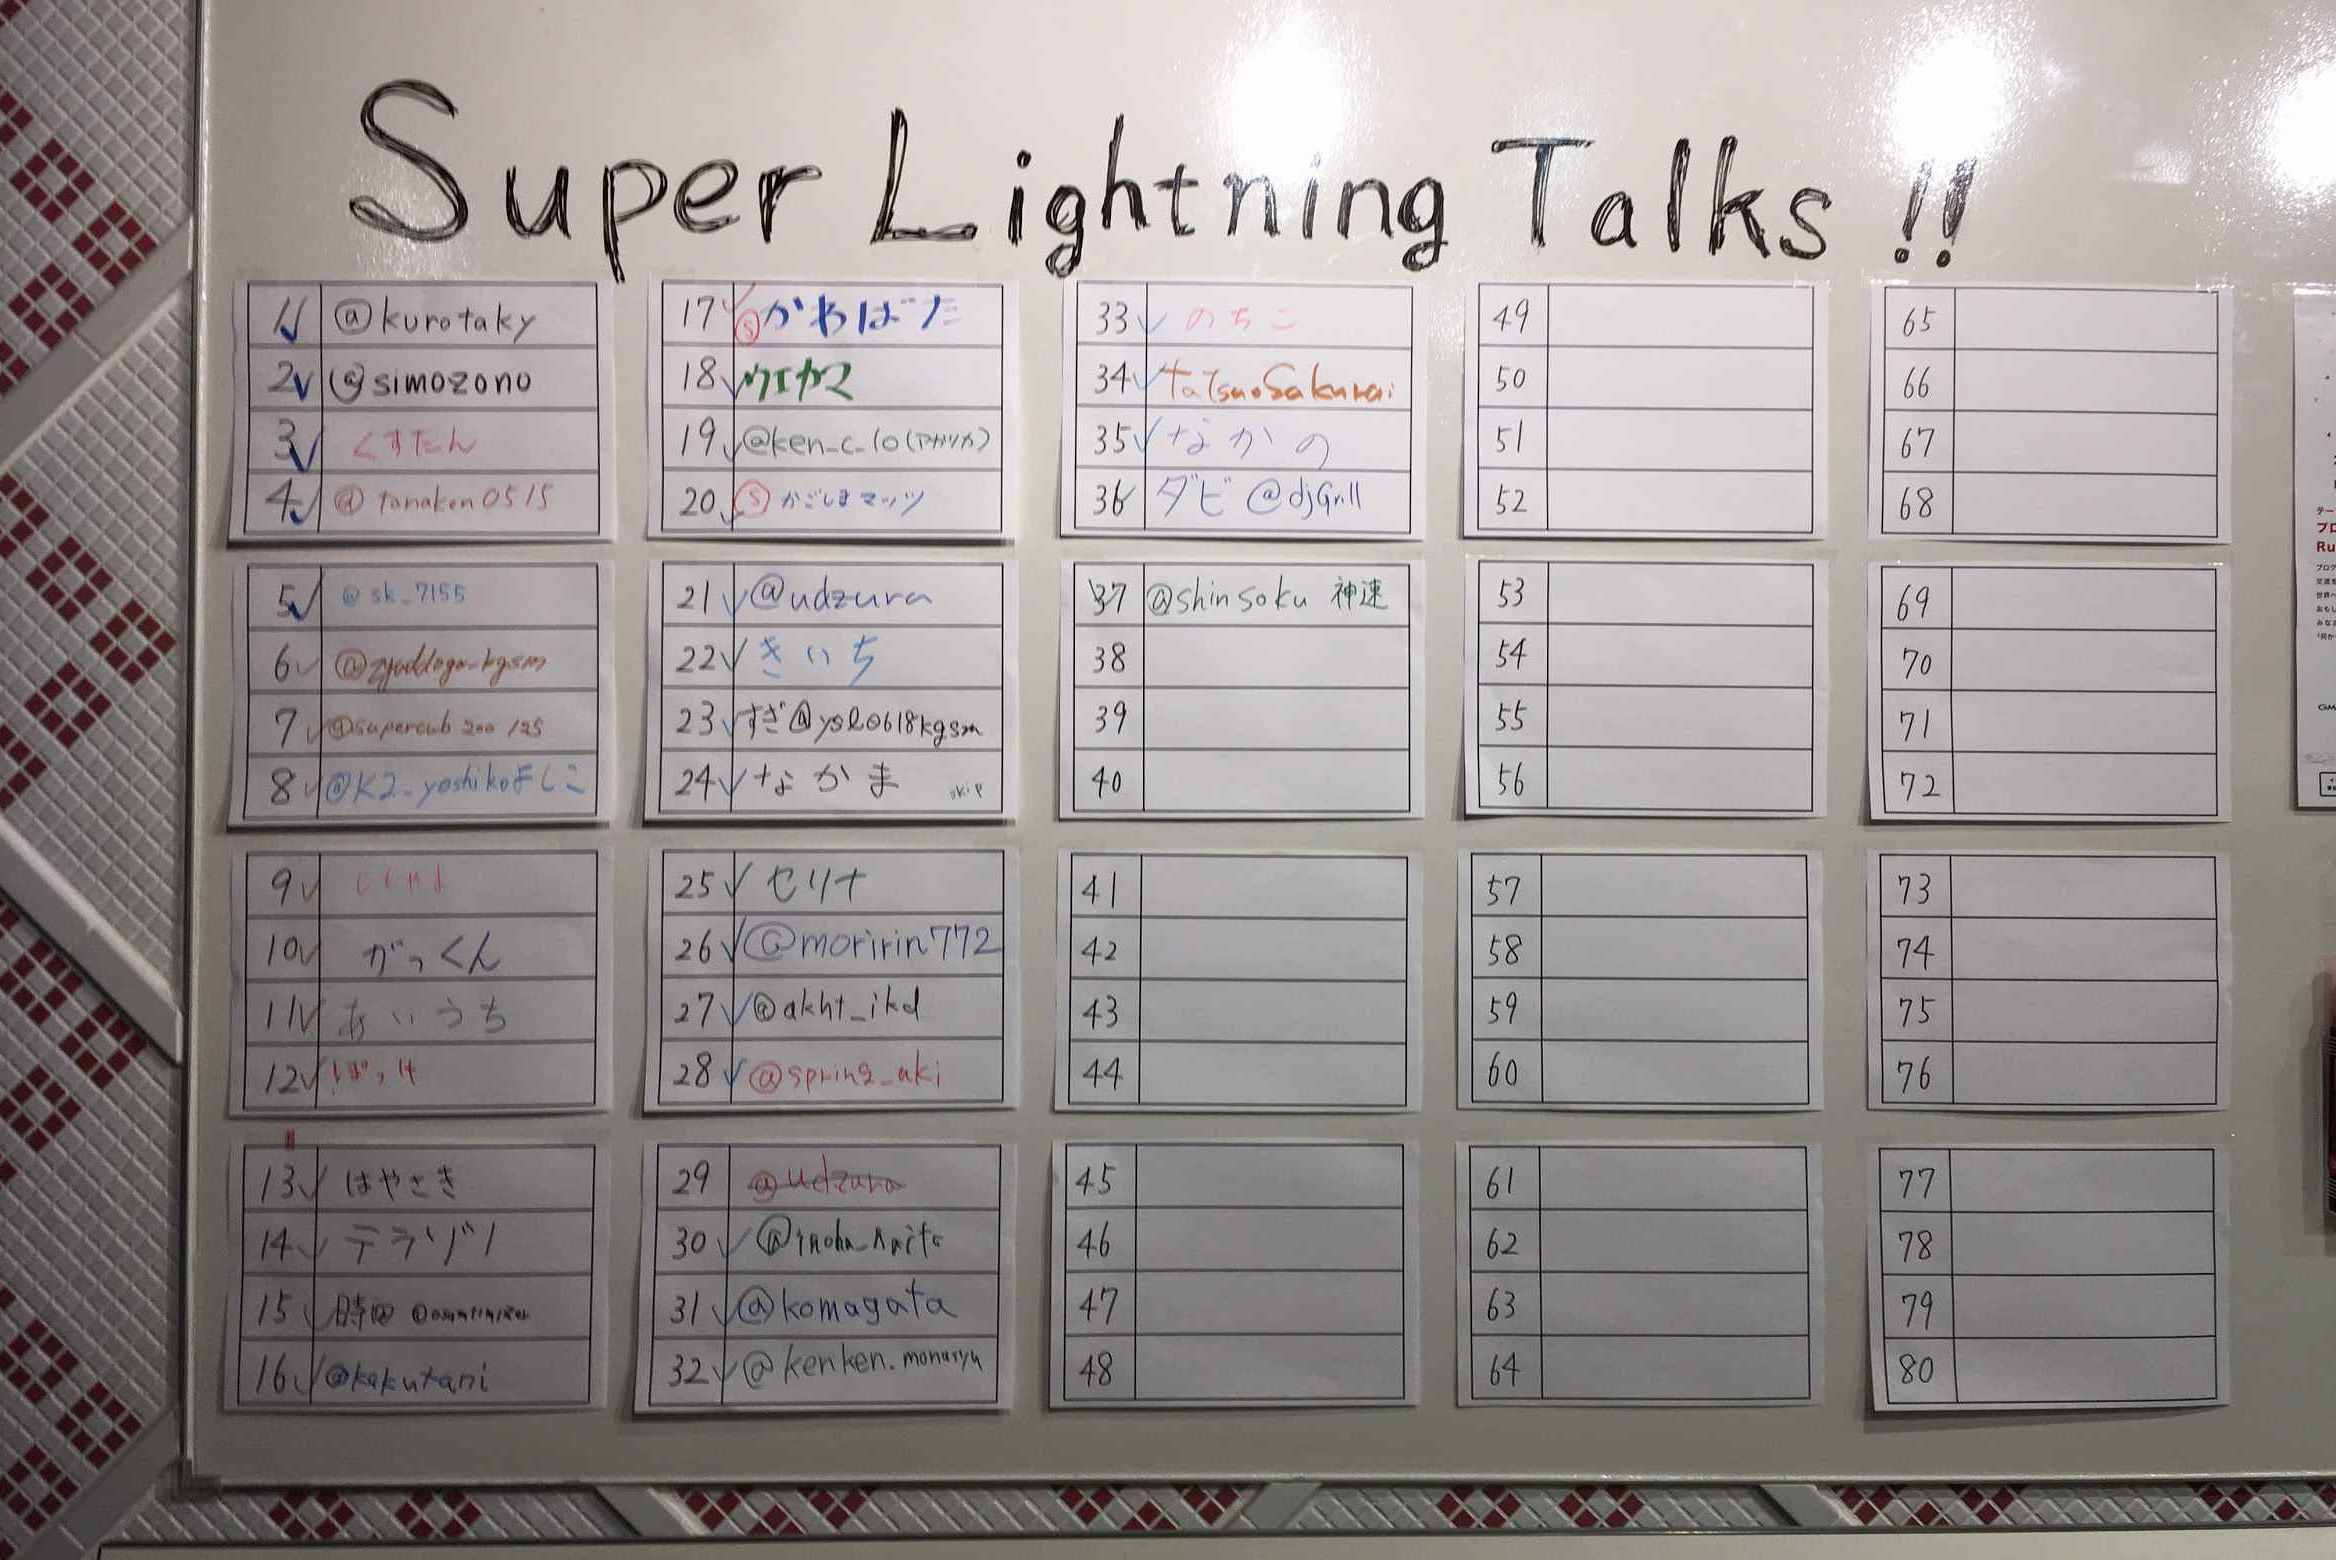 Super Lightning Talks !!
1 @kurotaky
2 @simozono
3 くすたん
4 @tanaken0515
5 @sk_7155
6 @zyuddaga_kgsm
7 @supercub 200 125
8 @K2_yoshikoよしこ
9
10 がっくん
11 あいうち
12 ぽっけ
13 はやさき
14 テラゾノ
15 時田
16 @kakutani
17 Ⓢ かわばた
18 ウエカマ
19 @ken_c_lo(アカツカ)
20 Ⓢ かごしまマッツ
21 @udzura
22 きいち
23 すぎ@yslo618kgsm
24 なかま skip
25 セリナ
26 @moririn772
27 @akht_ikd
28 @spring_aki
29 @udzura
30
31 @komagata
32 @kenken.monaryu
33 のちこ
34 TatsuoSakurai
35 なかの
36 ダビ @djGrill
37 @shinsoku 神速
38
39
40
41
42
43
44
45
46
47
48
49
50
51
52
53
54
55
56
57
58
59
60
61
62
63
64
65
66
67
68
69
70
71
72
73
74
75
76
77
78
79
80